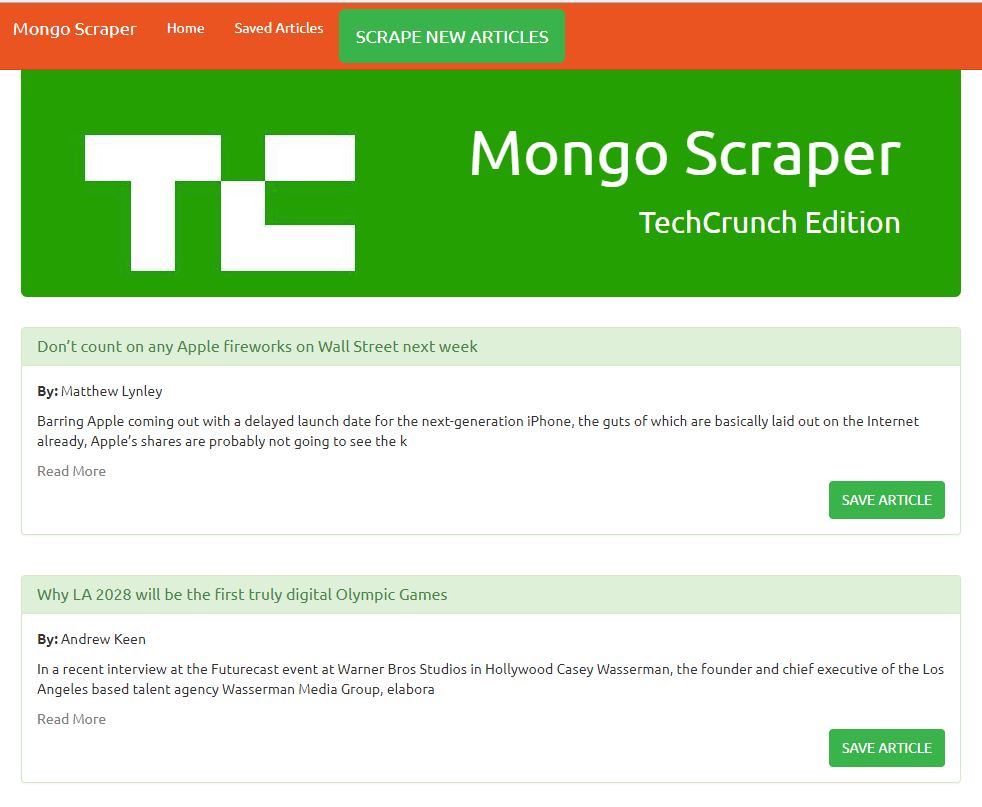 Mongo Scraper Home Saved Articles SCRAPE NEW ARTICLES
TC
Mongo Scraper
TechCrunch Edition
Don’t count on any Apple fireworks on Wall Street next week
By: Matthew Lynley
Barring Apple coming out with a delayed launch date for the next-generation iPhone, the guts of which are basically laid out on the Internet
already, Apple’s shares are probably not going to see the k
Read More
SAVE ARTICLE
Why LA 2028 will be the first truly digital Olympic Games
By: Andrew Keen
In a recent interview at the Futurecast event at Warner Bros Studios in Hollywood Casey Wasserman, the founder and chief executive of the Los
Angeles based talent agency Wasserman Media Group, elabora
Read More
SAVE ARTICLE